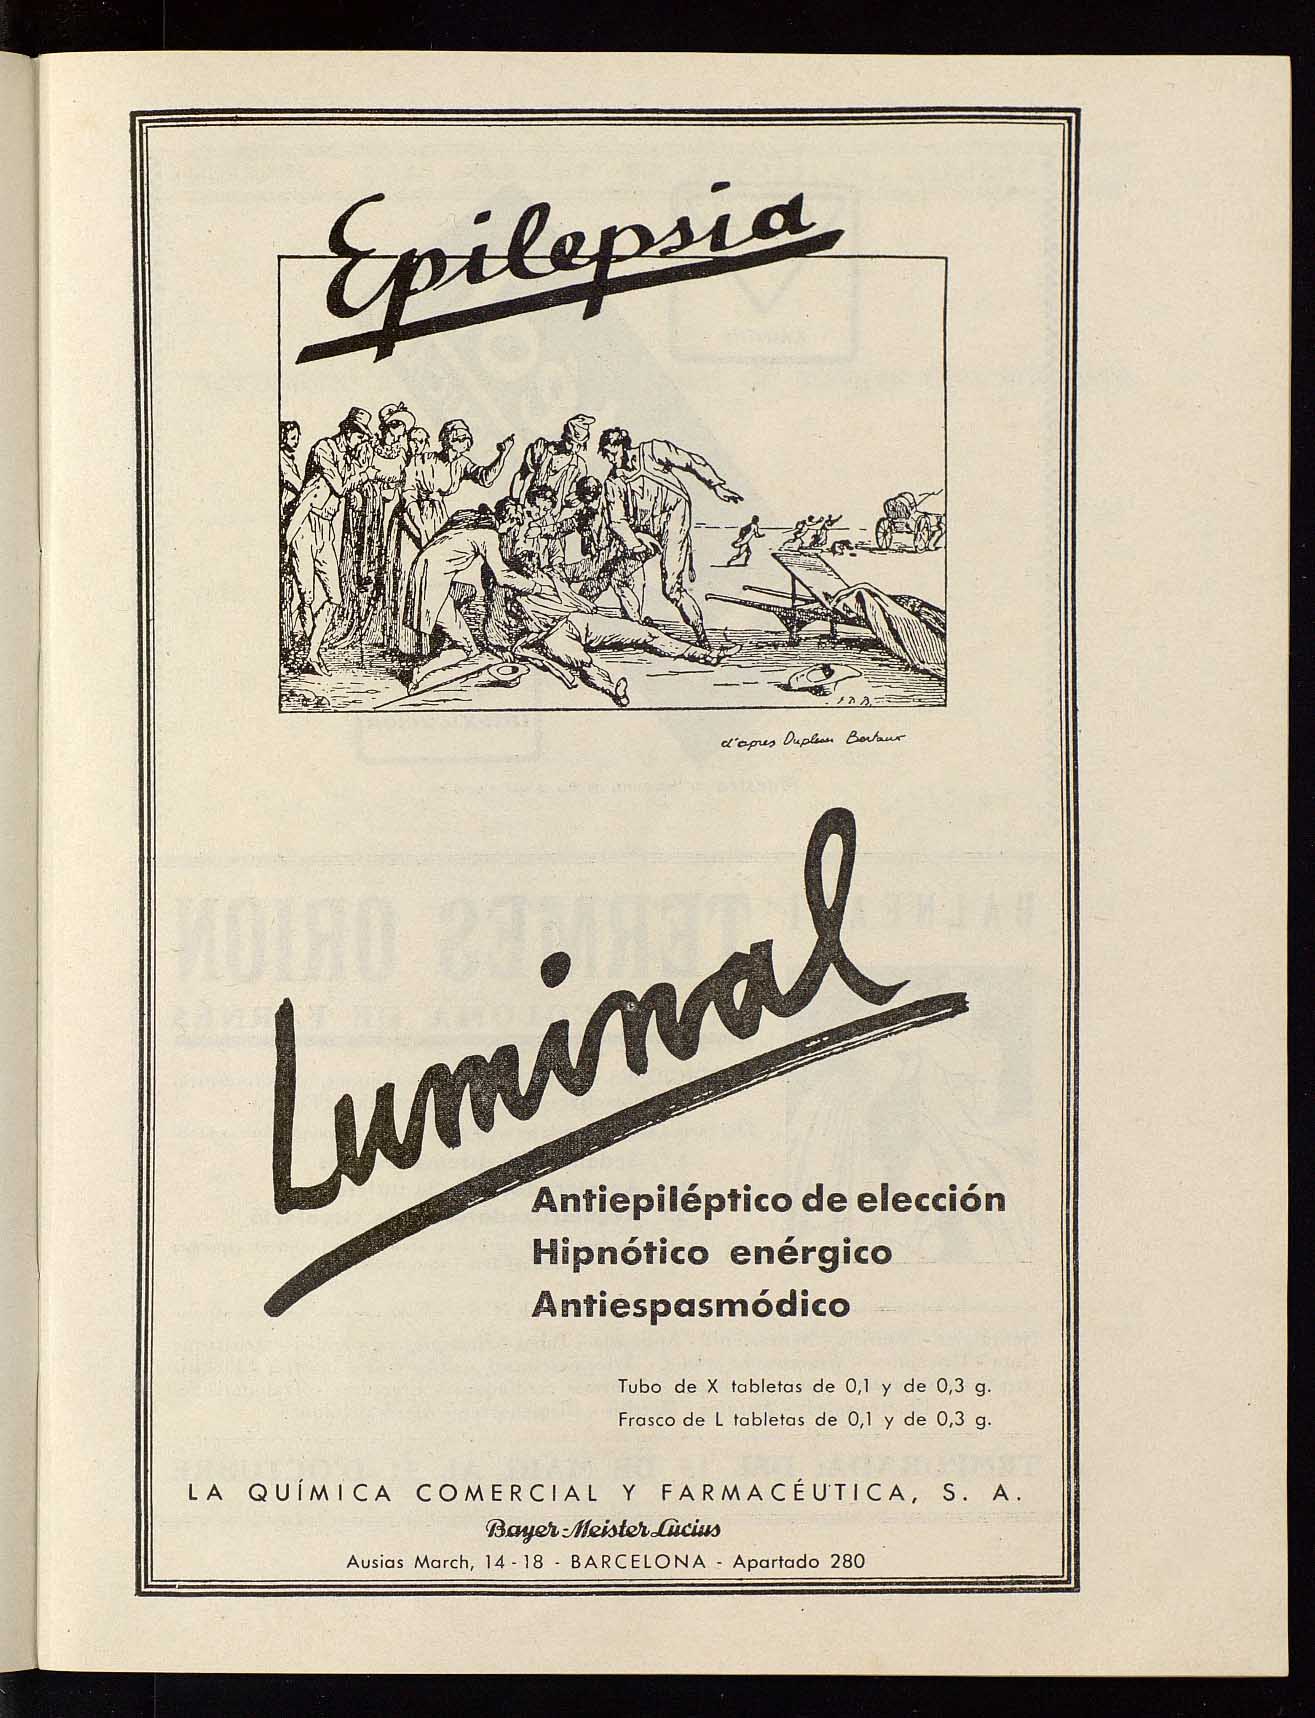 Epilepsia
d'après Duplessi Bertaux
Luminal
Antiepiléptico de elección
Hipnótico enérgico
Antiespasmódico
Tubo de X tabletas de 0,1 y de 0,3 g.
Frasco de L tabletas de 0,1 y de 0,3 g.
LA QUÍMICA COMERCIAL Y FARMACÉUTICA, S. A.
Bayer-Meister Lucius
Ausias March, 14-18 - BARCELONA - Apartado 280